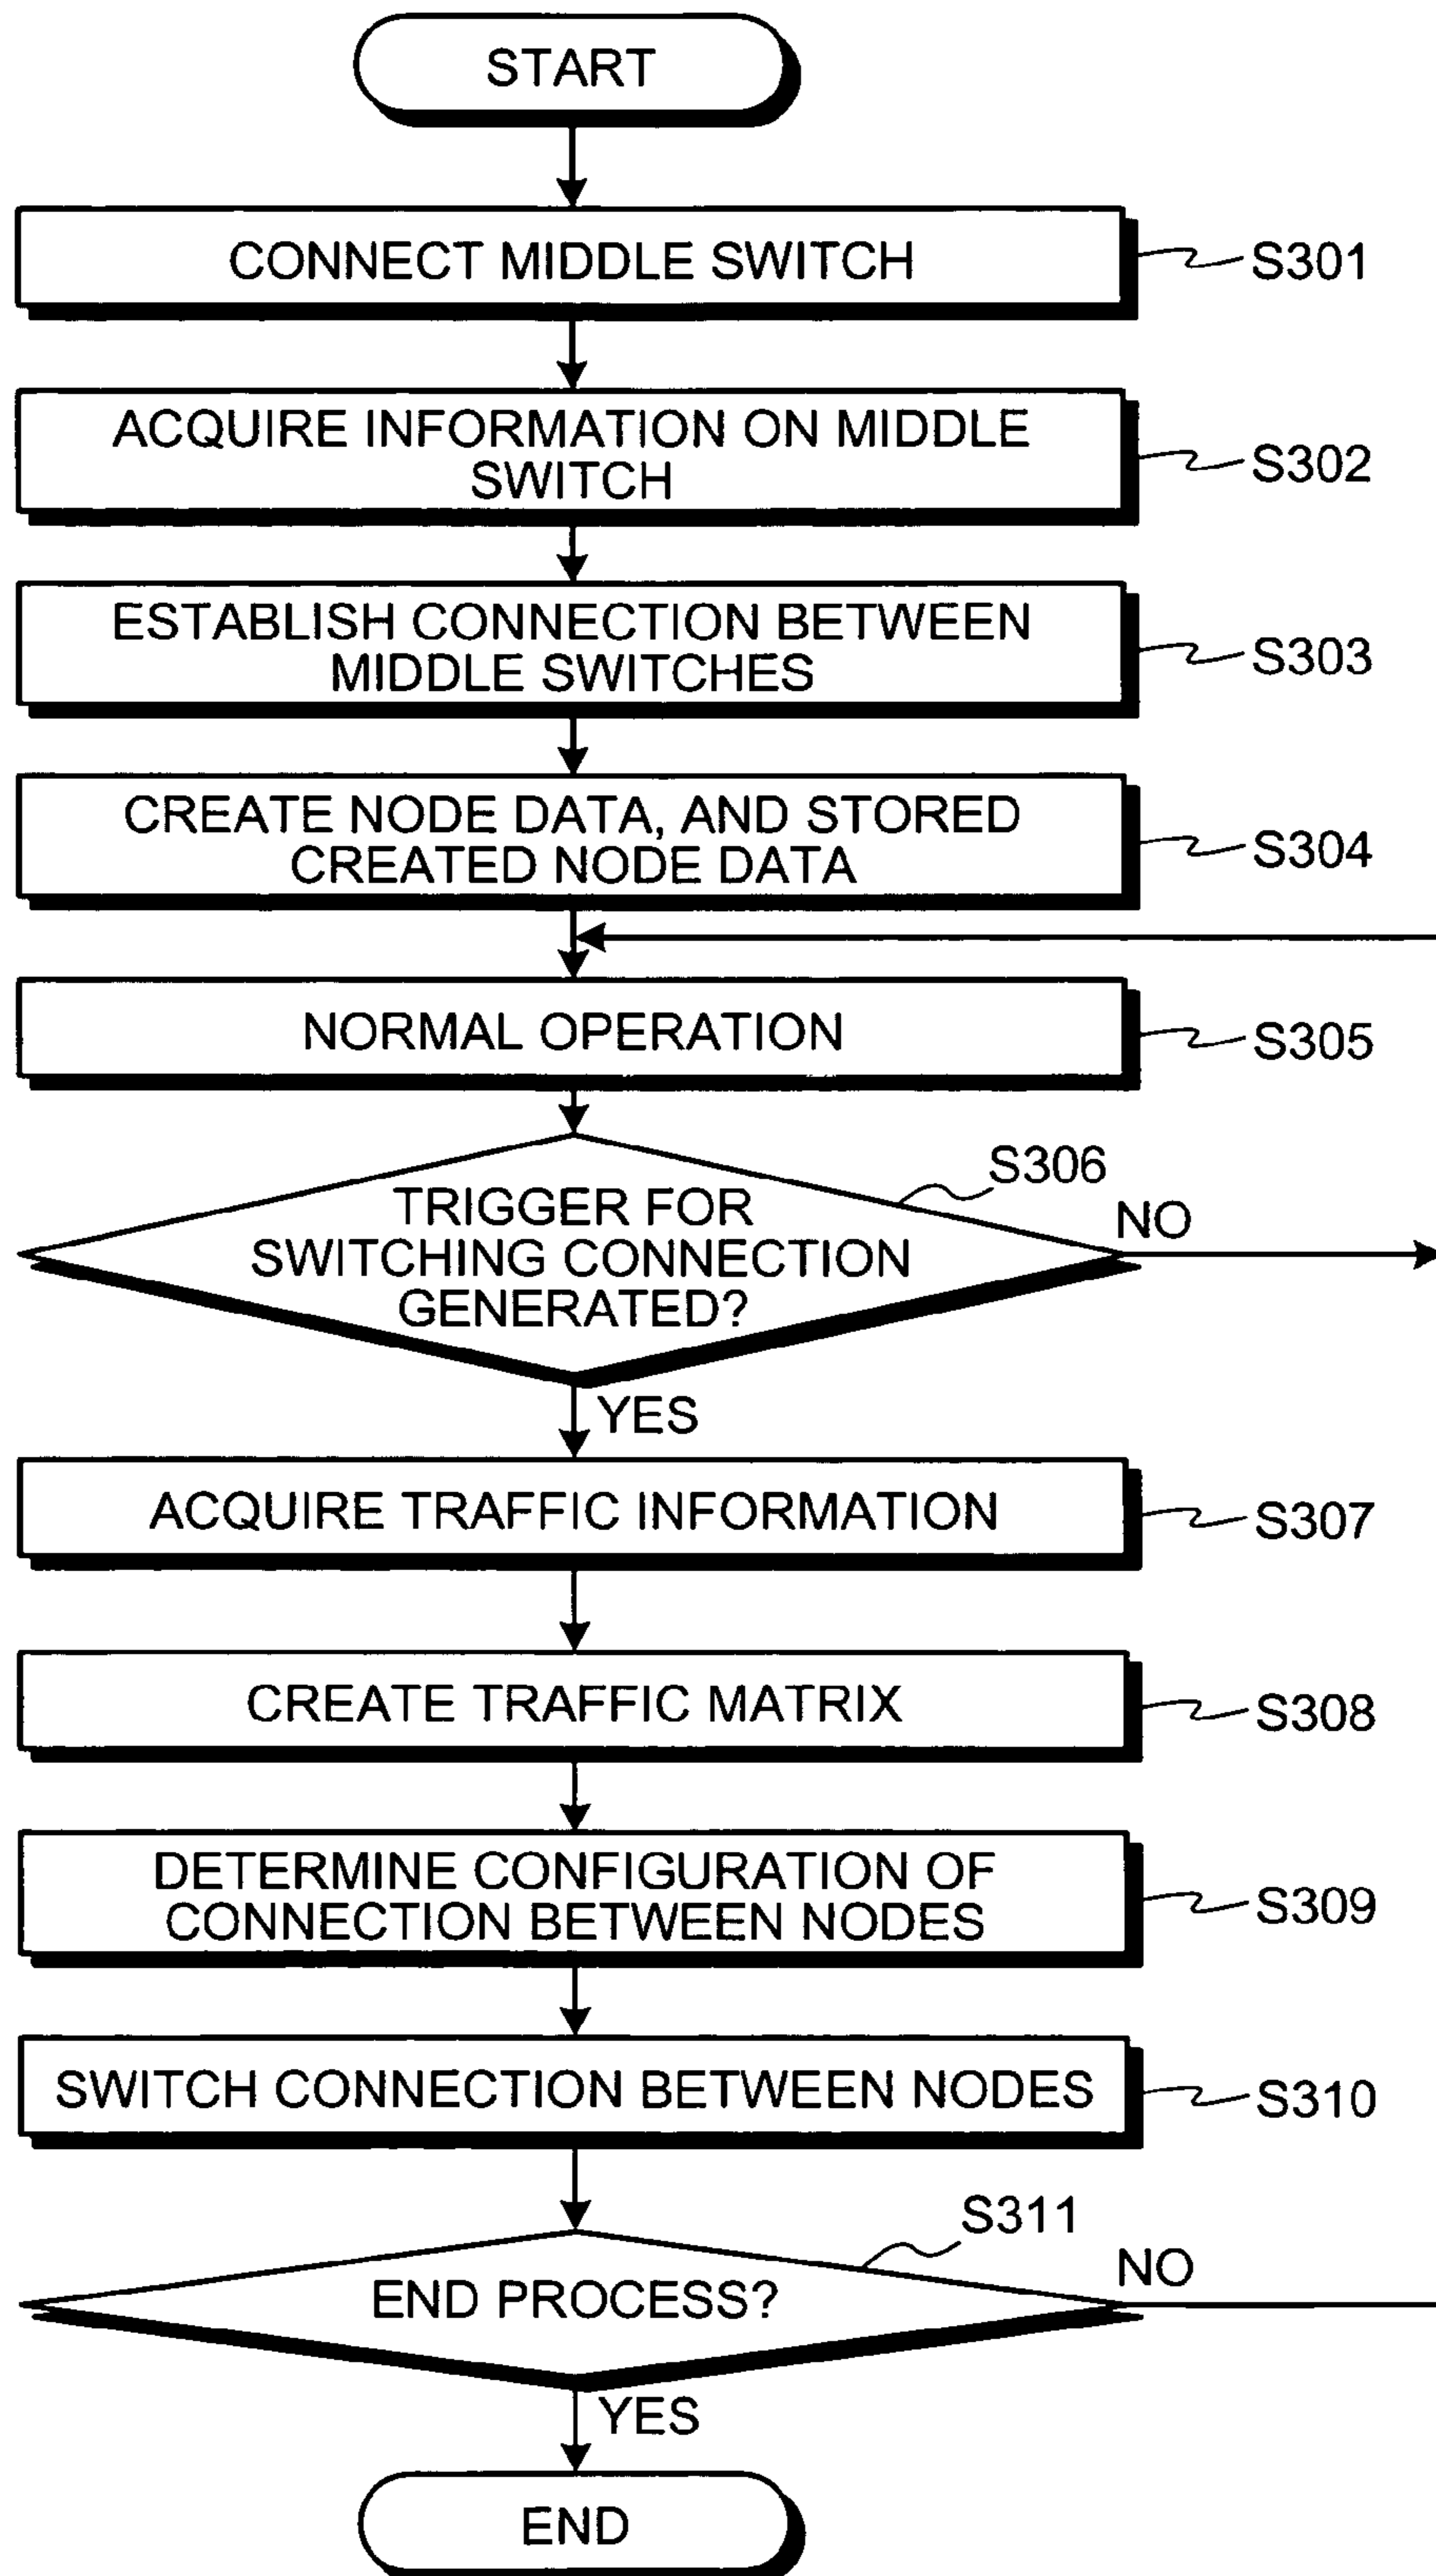 START
CONNECT MIDDLE SWITCH
S301
ACQUIRE INFORMATION ON MIDDLE
SWITCH
S302
ESTABLISH CONNECTION BETWEEN
MIDDLE SWITCHES
S303
CREATE NODE DATA, AND STORED
CREATED NODE DATA
S304
NORMAL OPERATION
S305
S306
TRIGGER FOR
SWITCHING CONNECTION
GENERATED?
NO
YES
ACQUIRE TRAFFIC INFORMATION
S307
CREATE TRAFFIC MATRIX
S308
DETERMINE CONFIGURATION OF
CONNECTION BETWEEN NODES
S309
SWITCH CONNECTION BETWEEN NODES
S310
S311
END PROCESS?
NO
YES
END